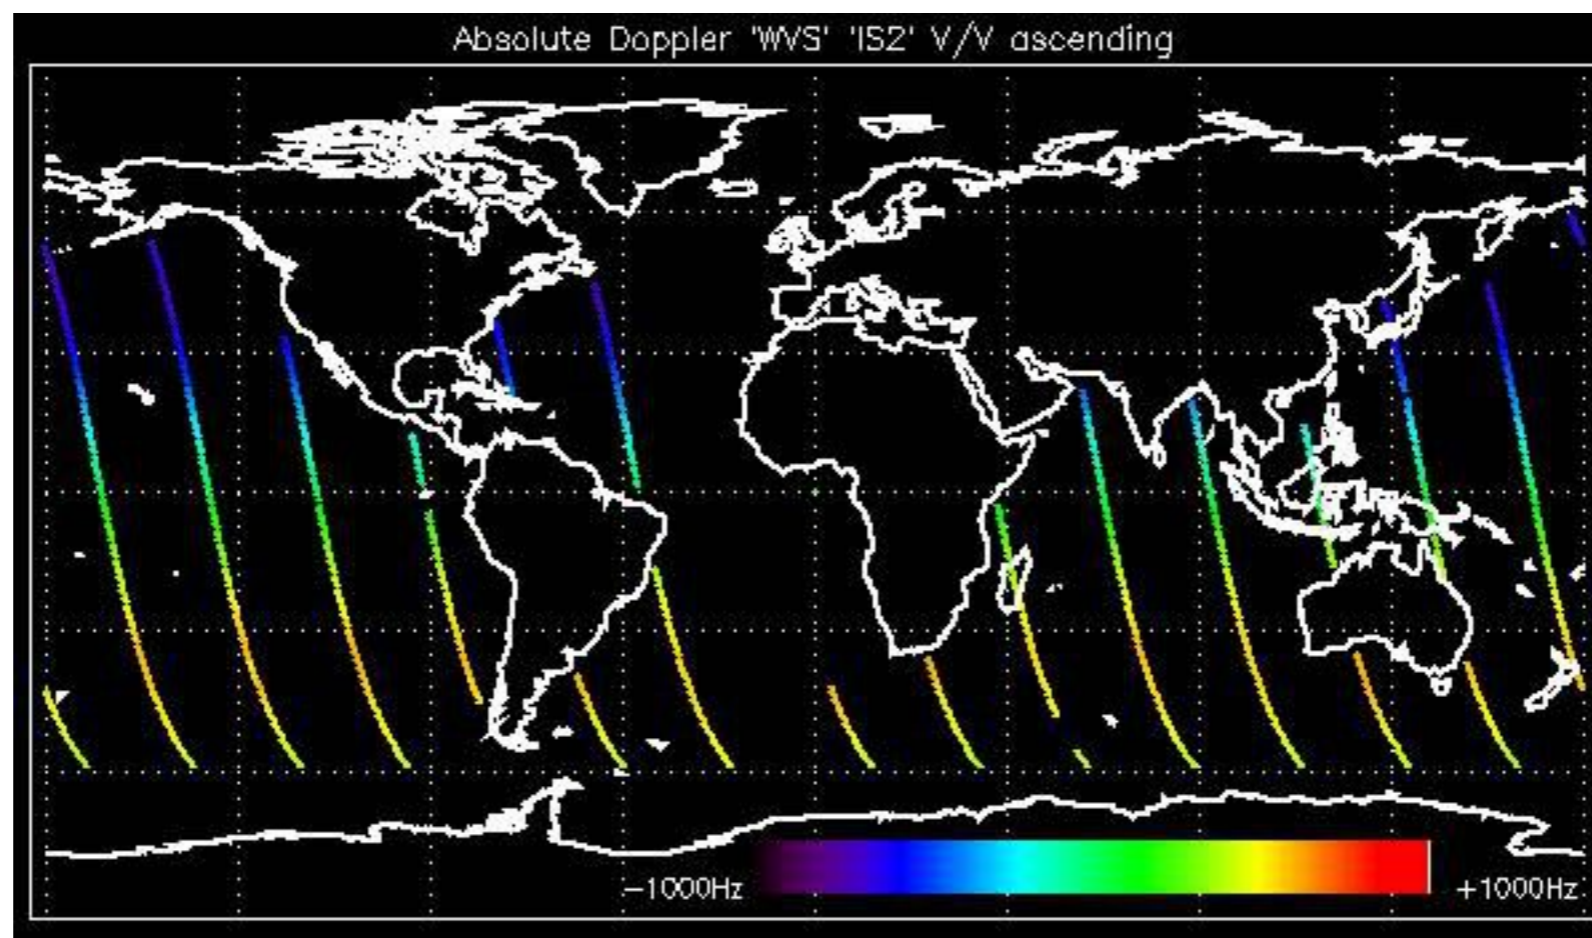 Absolute Doppler 'WVS' 'IS2' V/V ascending
-1000Hz +1000Hz